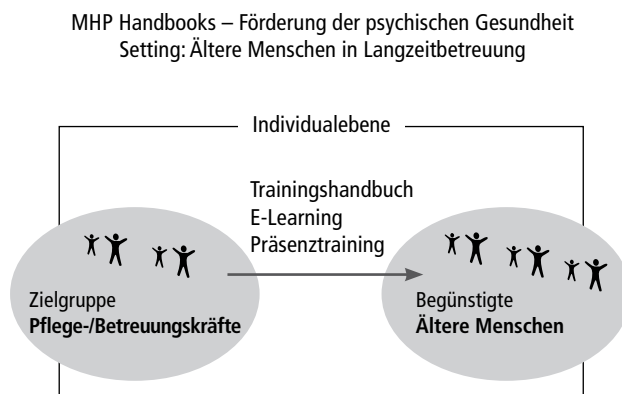 MHP Handbooks – Förderung der psychischen Gesundheit
Setting: Ältere Menschen in Langzeitbetreuung
Individualebene
Trainingshandbuch
E-Learning
Präsenztraining
Zielgruppe
Pflege-/Betreuungskräfte
Begünstigte
Ältere Menschen